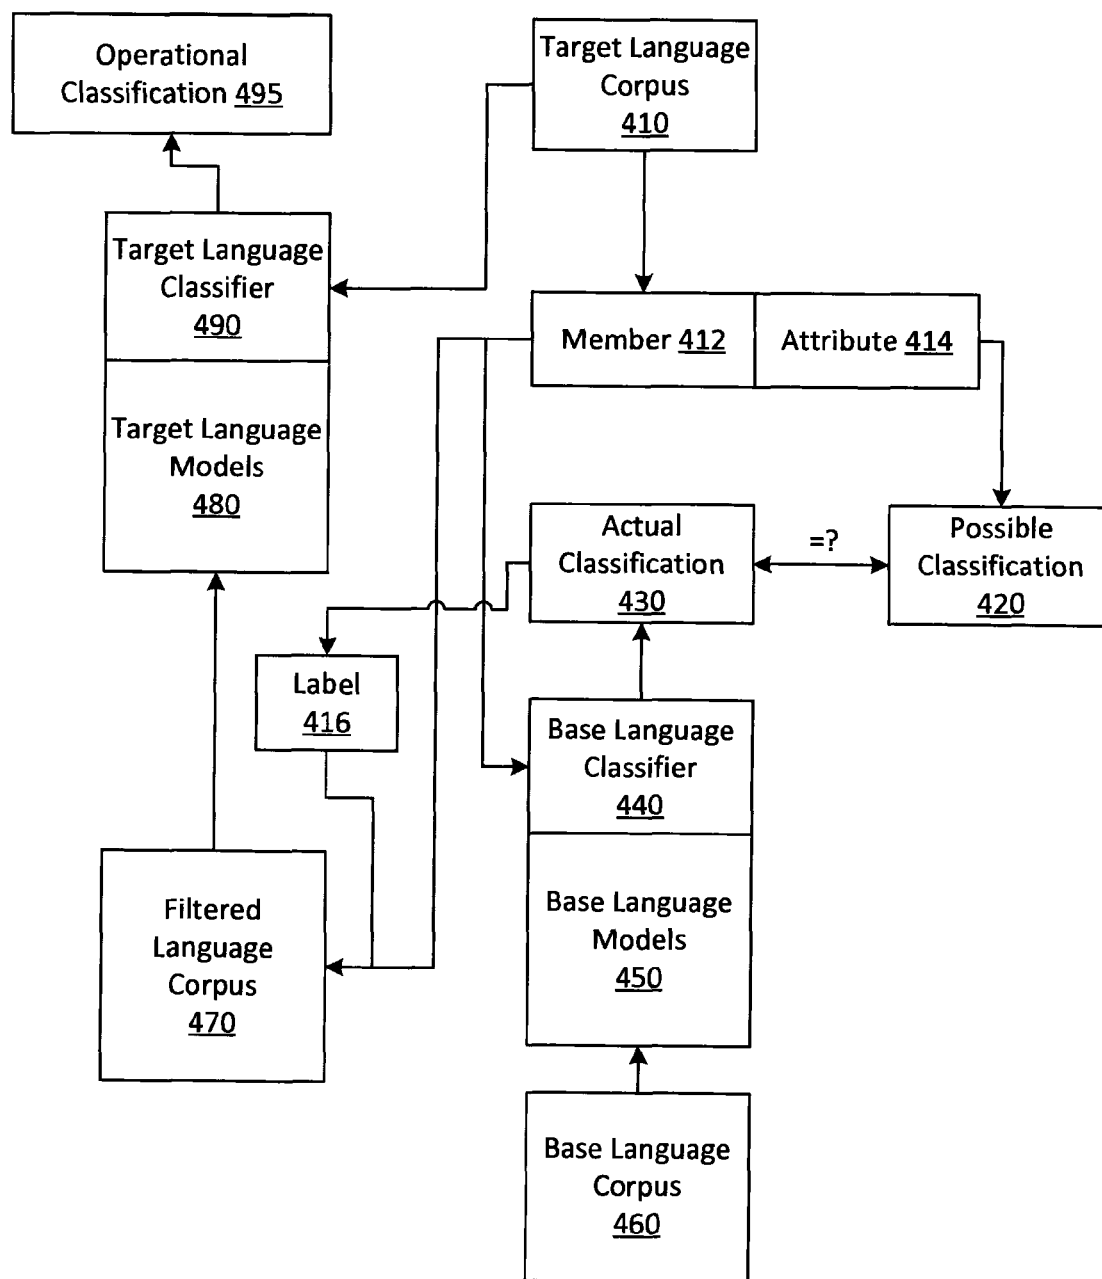 Operational
Classification 495
Target Language
Corpus
410
Target Language
Classifier
490
Member 412
Attribute 414
Target Language
Models
480
Actual
Classification
430
=?
Possible
Classification
420
Label
416
Base Language
Classifier
440
Filtered
Language
Corpus
470
Base Language
Models
450
Base Language
Corpus
460